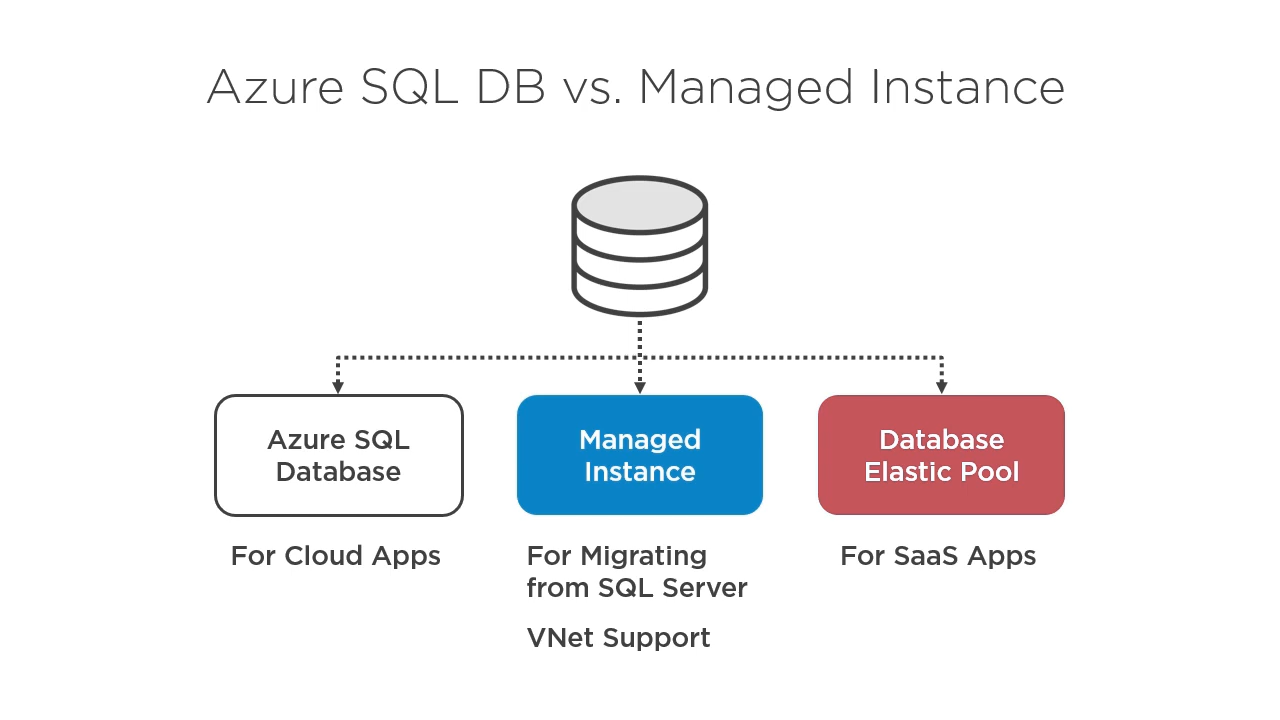 Azure SQL DB vs. Managed Instance
Azure SQL
Database
Managed
Instance
Database
Elastic Pool
For Cloud Apps
For Migrating
from SQL Server
VNet Support
For SaaS Apps